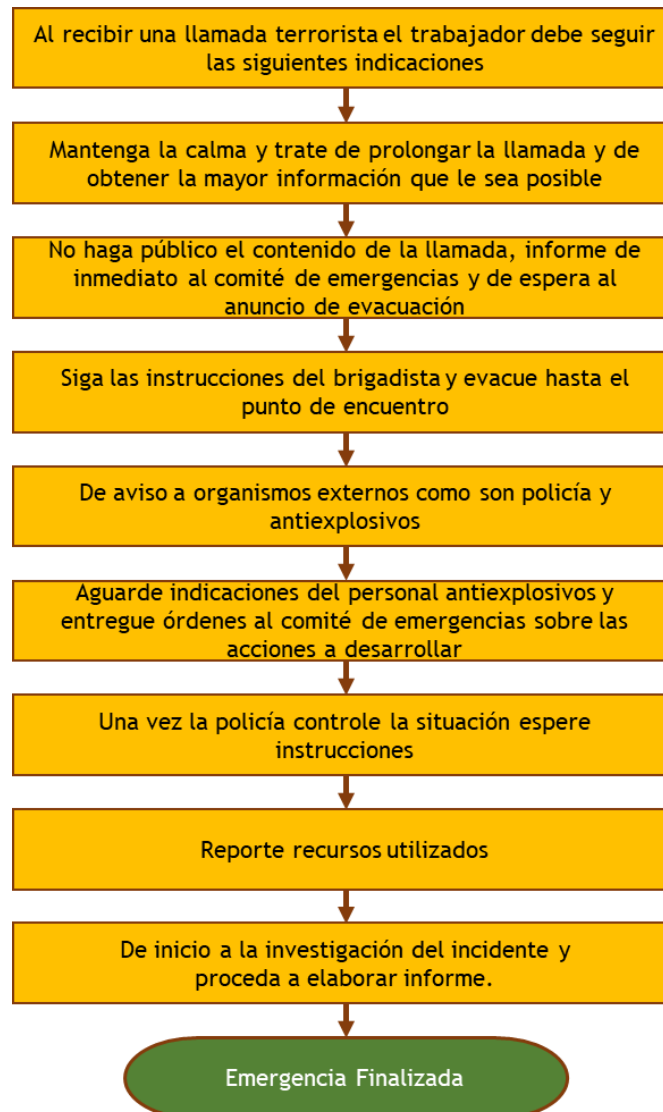 Al recibir una llamada terrorista el trabajador debe seguir
las siguientes indicaciones
Mantenga la calma y trate de prolongar la llamada y de
obtener la mayor información que le sea posible
No haga público el contenido de la llamada, informe de
inmediato al comité de emergencias y de espera al
anuncio de evacuación
Siga las instrucciones del brigadista y evacue hasta el
punto de encuentro
De aviso a organismos externos como son policía y
antiexplosivos
Aguarde indicaciones del personal antiexplosivos y
entregue órdenes al comité de emergencias sobre las
acciones a desarrollar
Una vez la policía controle la situación espere
instrucciones
Reporte recursos utilizados
De inicio a la investigación del incidente y
proceda a elaborar informe.
Emergencia Finalizada